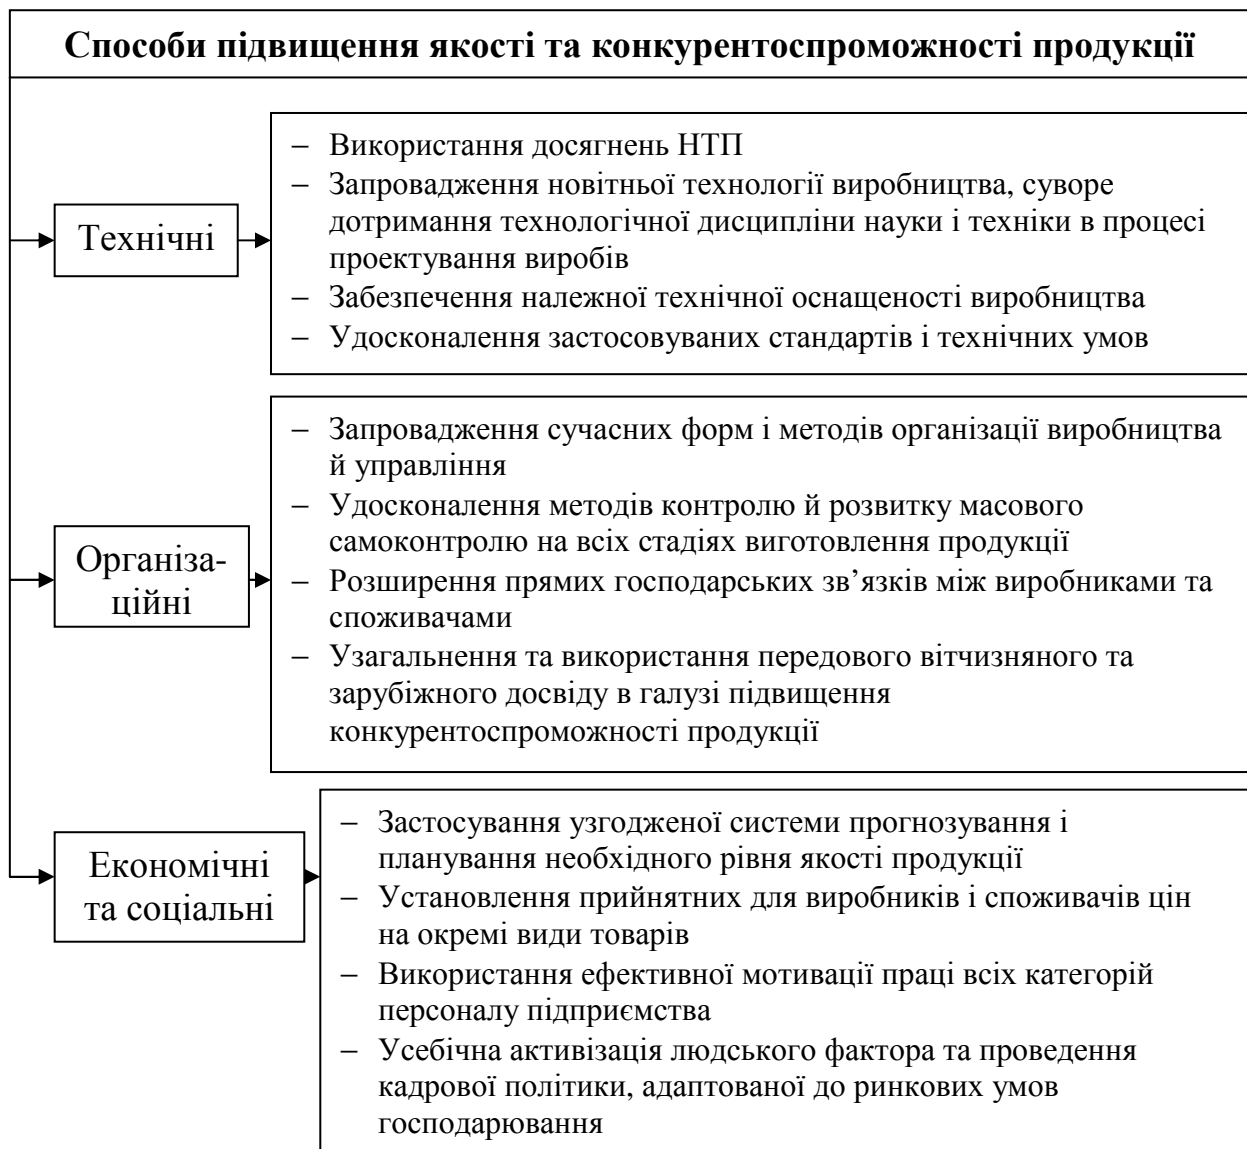 Способи підвищення якості та конкурентоспроможності продукції
Технічні
– Використання досягнень НТП
– Запровадження новітньої технології виробництва, суворе
дотримання технологічної дисципліни науки і техніки в процесі
проектування виробів
– Забезпечення належної технічної оснащеності виробництва
– Удосконалення застосовуваних стандартів і технічних умов
Організа-
ційні
– Запровадження сучасних форм і методів організації виробництва
й управління
– Удосконалення методів контролю й розвитку масового
самоконтролю на всіх стадіях виготовлення продукції
– Розширення прямих господарських зв’язків між виробниками та
споживачами
– Узагальнення та використання передового вітчизняного та
зарубіжного досвіду в галузі підвищення
конкурентоспроможності продукції
Економічні
та соціальні
– Застосування узгодженої системи прогнозування і
планування необхідного рівня якості продукції
– Установлення прийнятних для виробників і споживачів цін
на окремі види товарів
– Використання ефективної мотивації праці всіх категорій
персоналу підприємства
– Усебічна активізація людського фактора та проведення
кадрової політики, адаптованої до ринкових умов
господарювання